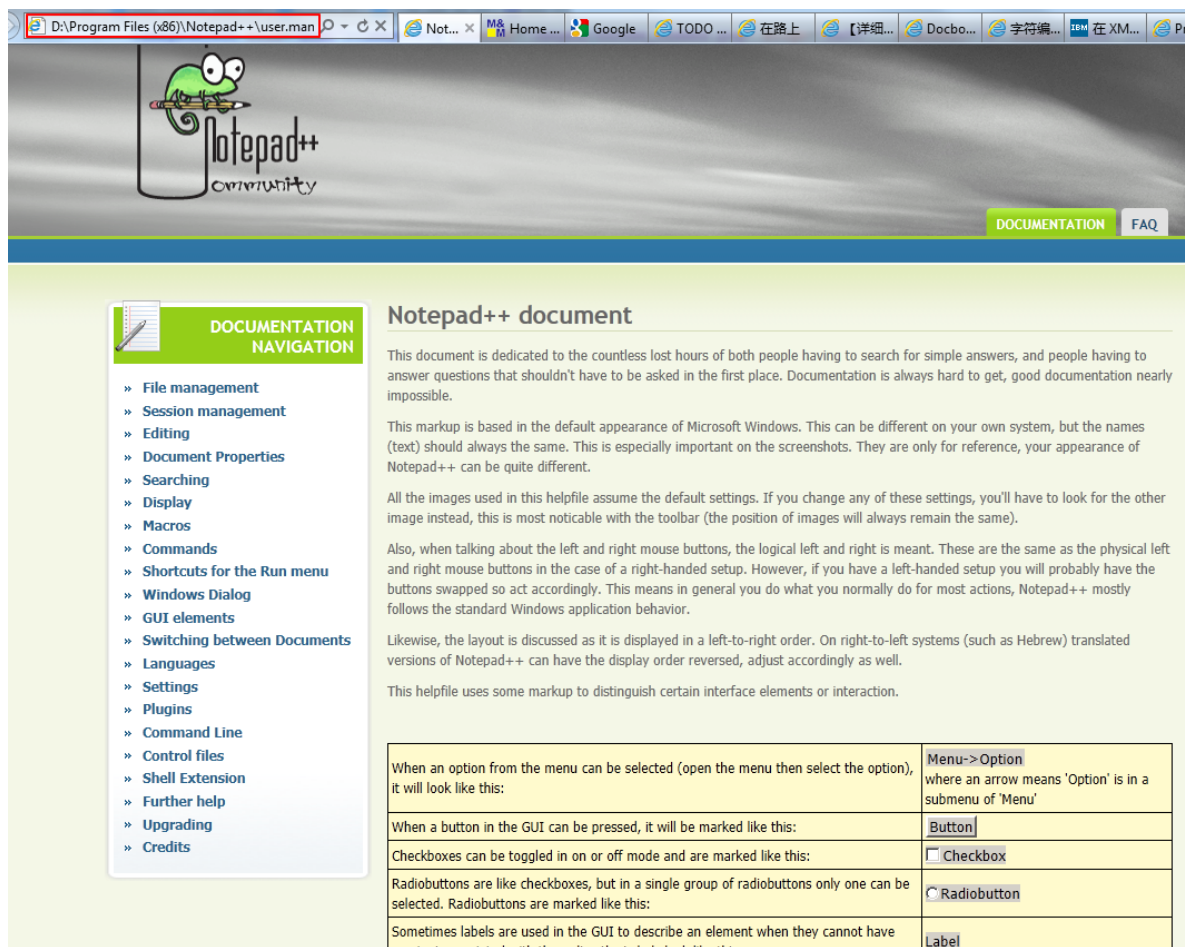 D:\Program Files (x86)\Notepad++\user.man
Not...
M&M Home ...
Google
TODO ...
在路上
【详细...
Docbo...
字符编...
IBM 在 XM...
Pr
Notepad++
Community
DOCUMENTATION
FAQ
DOCUMENTATION
NAVIGATION
» File management
» Session management
» Editing
» Document Properties
» Searching
» Display
» Macros
» Commands
» Shortcuts for the Run menu
» Windows Dialog
» GUI elements
» Switching between Documents
» Languages
» Settings
» Plugins
» Command Line
» Control files
» Shell Extension
» Further help
» Upgrading
» Credits
Notepad++ document
This document is dedicated to the countless lost hours of both people having to search for simple answers, and people having to
answer questions that shouldn't have to be asked in the first place. Documentation is always hard to get, good documentation nearly
impossible.
This markup is based in the default appearance of Microsoft Windows. This can be different on your own system, but the names
(text) should always the same. This is especially important on the screenshots. They are only for reference, your appearance of
Notepad++ can be quite different.
All the images used in this helpfile assume the default settings. If you change any of these settings, you'll have to look for the other
image instead, this is most noticable with the toolbar (the position of images will always remain the same).
Also, when talking about the left and right mouse buttons, the logical left and right is meant. These are the same as the physical left
and right mouse buttons in the case of a right-handed setup. However, if you have a left-handed setup you will probably have the
buttons swapped so act accordingly. This means in general you do what you normally do for most actions, Notepad++ mostly
follows the standard Windows application behavior.
Likewise, the layout is discussed as it is displayed in a left-to-right order. On right-to-left systems (such as Hebrew) translated
versions of Notepad++ can have the display order reversed, adjust accordingly as well.
This helpfile uses some markup to distinguish certain interface elements or interaction.
When an option from the menu can be selected (open the menu then select the option),
it will look like this:
Menu->Option
where an arrow means 'Option' is in a
submenu of 'Menu'
When a button in the GUI can be pressed, it will be marked like this:
Button
Checkboxes can be toggled in on or off mode and are marked like this:
Checkbox
Radiobuttons are like checkboxes, but in a single group of radiobuttons only one can be
selected. Radiobuttons are marked like this:
Radiobutton
Sometimes labels are used in the GUI to describe an element when they cannot have
Label